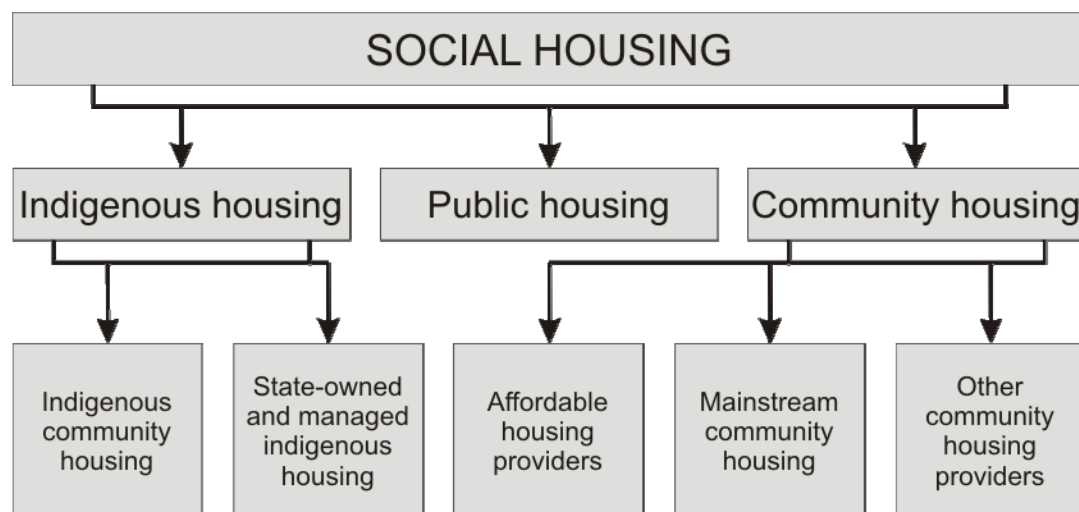 SOCIAL HOUSING
Indigenous housing
Public housing
Community housing
Indigenous
community
housing
State-owned
and managed
indigenous
housing
Affordable
housing
providers
Mainstream
community
housing
Other
community
housing
providers